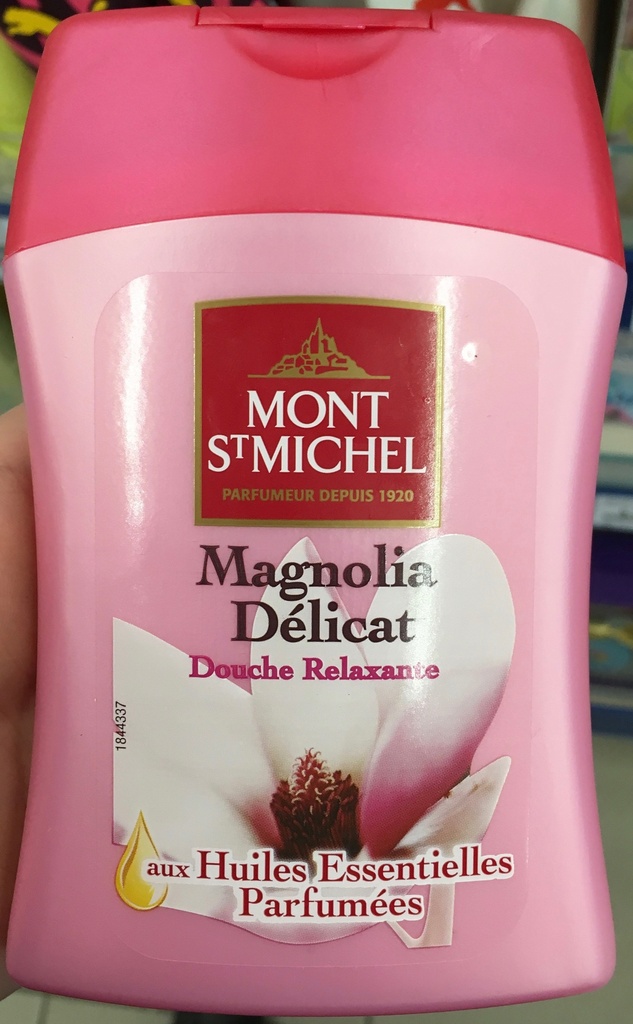 MONT
STMICHEL
PARFUMEUR DEPUIS 1920
Magnolia
Délicat
Douche Relaxante
1844337
aux Huiles Essentielles
Parfumées